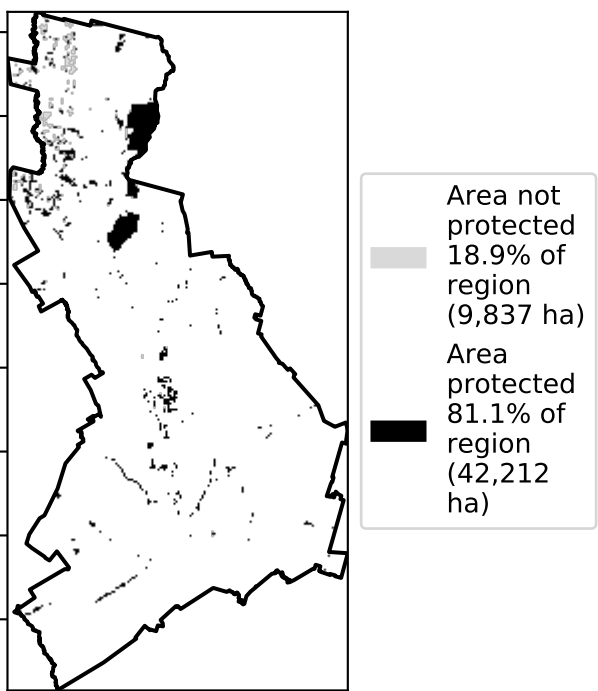 Area not
protected
18.9% of
region
(9,837 ha)
Area
protected
81.1% of
region
(42,212
ha)